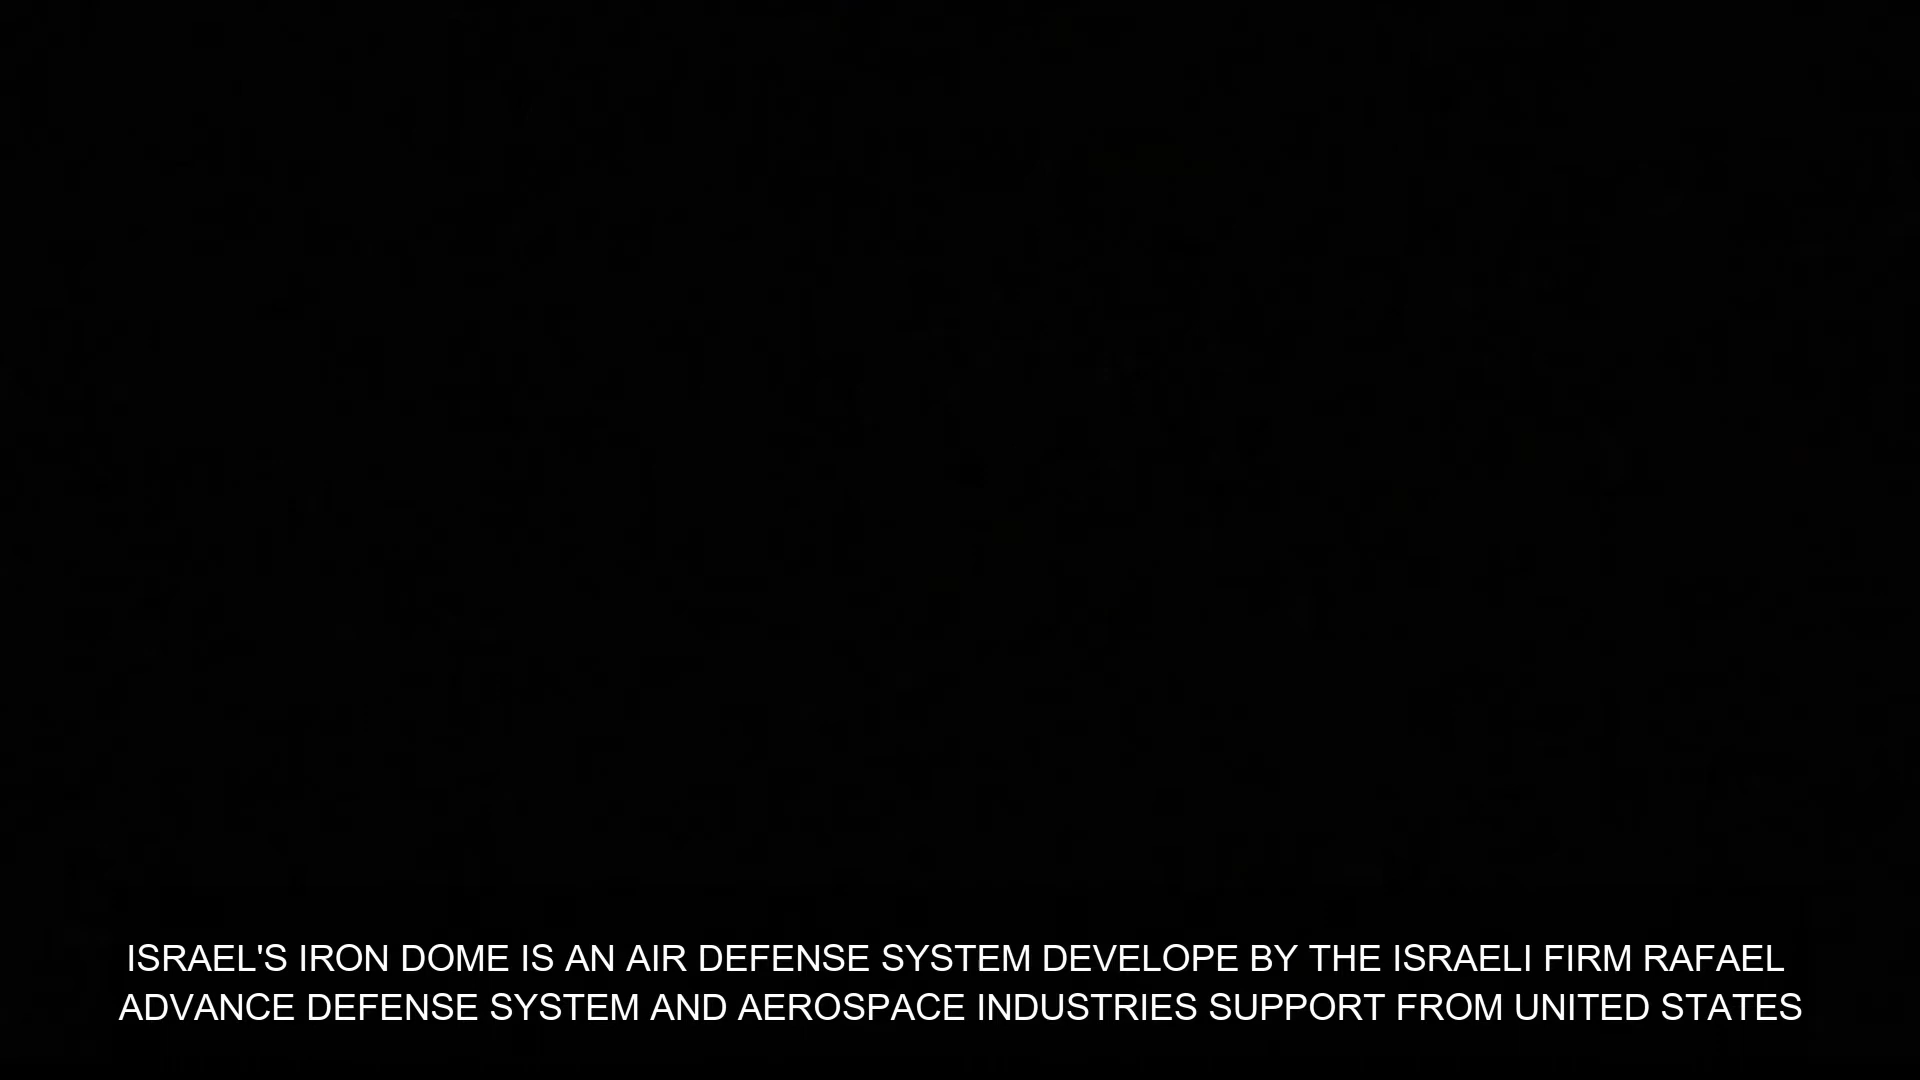 ISRAEL'S IRON DOME IS AN AIR DEFENSE SYSTEM DEVELOPE BY THE ISRAELI FIRM RAFAEL
ADVANCE DEFENSE SYSTEM AND AEROSPACE INDUSTRIES SUPPORT FROM UNITED STATES